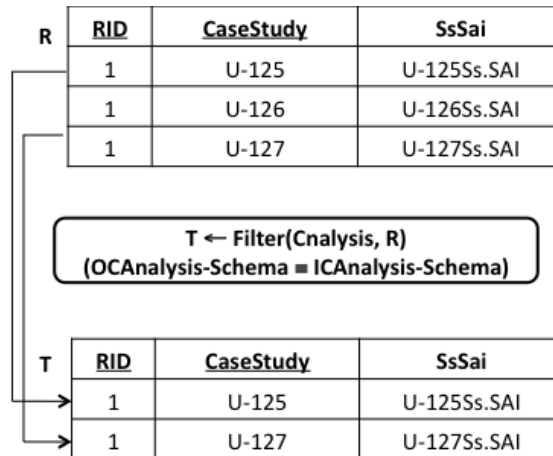 R RID CaseStudy SsSai
1 U-125 U-125Ss.SAI
1 U-126 U-126Ss.SAI
1 U-127 U-127Ss.SAI
T ← Filter(Cnalysis, R)
(OCAnalysis-Schema ≡ ICAnalysis-Schema)
T RID CaseStudy SsSai
1 U-125 U-125Ss.SAI
1 U-127 U-127Ss.SAI